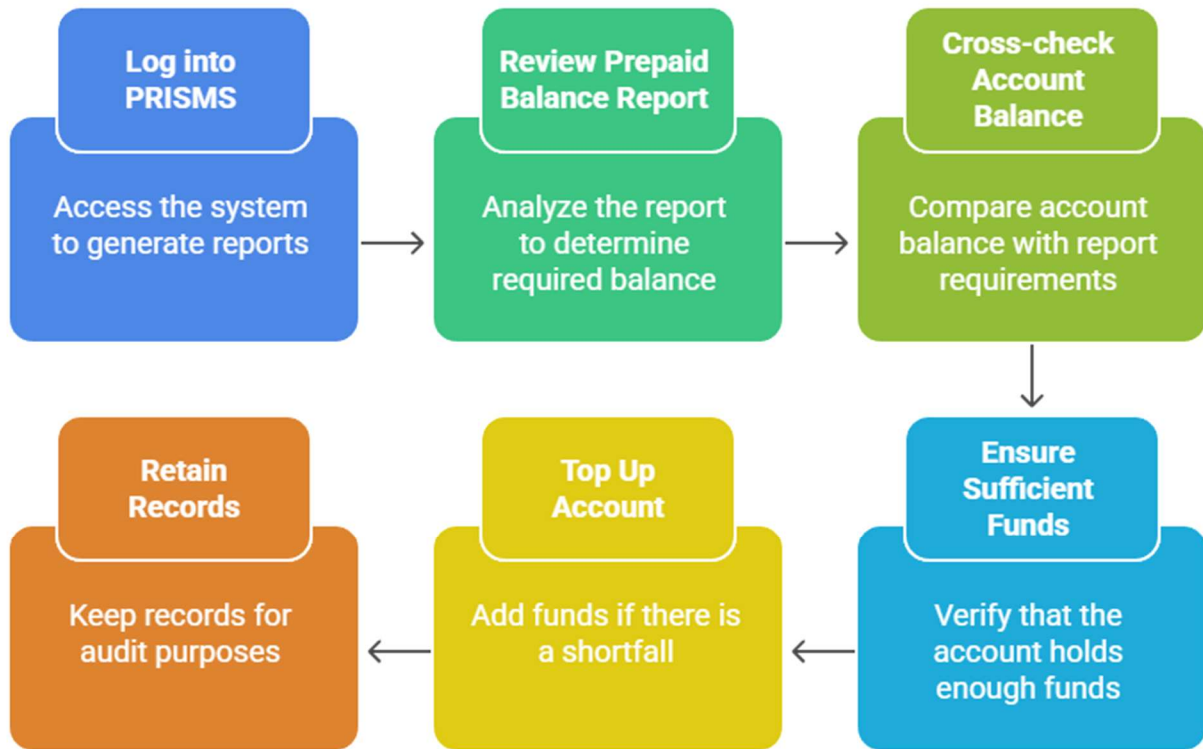 Log into
PRISMS
Access the system
to generate reports
Review Prepaid
Balance Report
Analyze the report
to determine
required balance
Cross-check
Account
Balance
Compare account
balance with report
requirements
Ensure
Sufficient
Funds
Verify that the
account holds
enough funds
Top Up
Account
Add funds if there is
a shortfall
Retain
Records
Keep records for
audit purposes